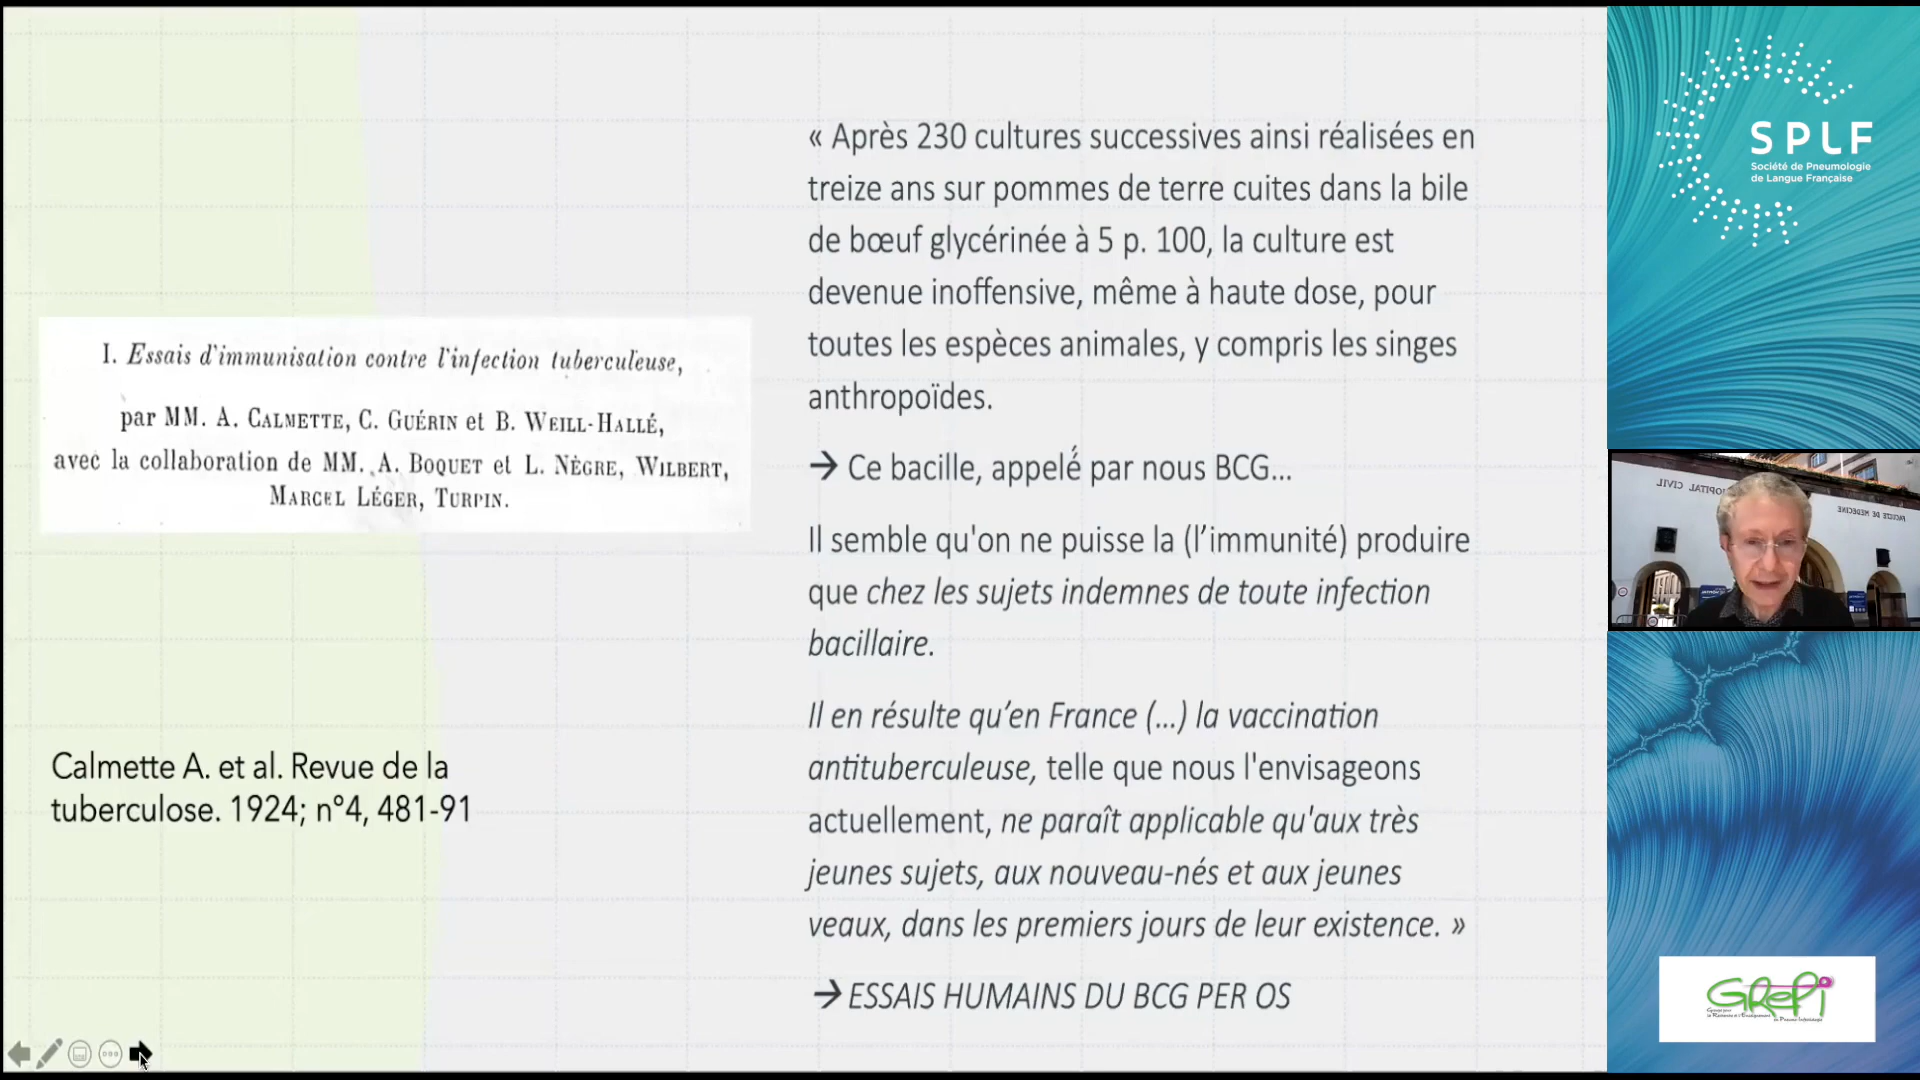 I. Essais d'immunisation contre l'infection tuberculeuse,
par MM. A. CALMETTE, C. GUÉRIN et B. WEILL-HALLÉ,
avec la collaboration de MM. A. BOQUET et L. NÈGRE, WILBERT,
MARCEL LÉGER, TURPIN.
Calmette A. et al. Revue de la
tuberculose. 1924; n°4, 481-91
« Après 230 cultures successives ainsi réalisées en
treize ans sur pommes de terre cuites dans la bile
de bœuf glycérinée à 5 p. 100, la culture est
devenue inoffensive, même à haute dose, pour
toutes les espèces animales, y compris les singes
anthropoïdes.
→ Ce bacille, appelé par nous BCG...
Il semble qu'on ne puisse la (l’immunité) produire
que chez les sujets indemnes de toute infection
bacillaire.
Il en résulte qu’en France (...) la vaccination
antituberculeuse, telle que nous l'envisageons
actuellement, ne paraît applicable qu'aux très
jeunes sujets, aux nouveau-nés et aux jeunes
veaux, dans les premiers jours de leur existence. »
→ ESSAIS HUMAINS DU BCG PER OS
SPLF
Société de Pneumologie
de Langue Française
HOPITAL CIVIL
FACULTE DE MEDECINE
GREPI